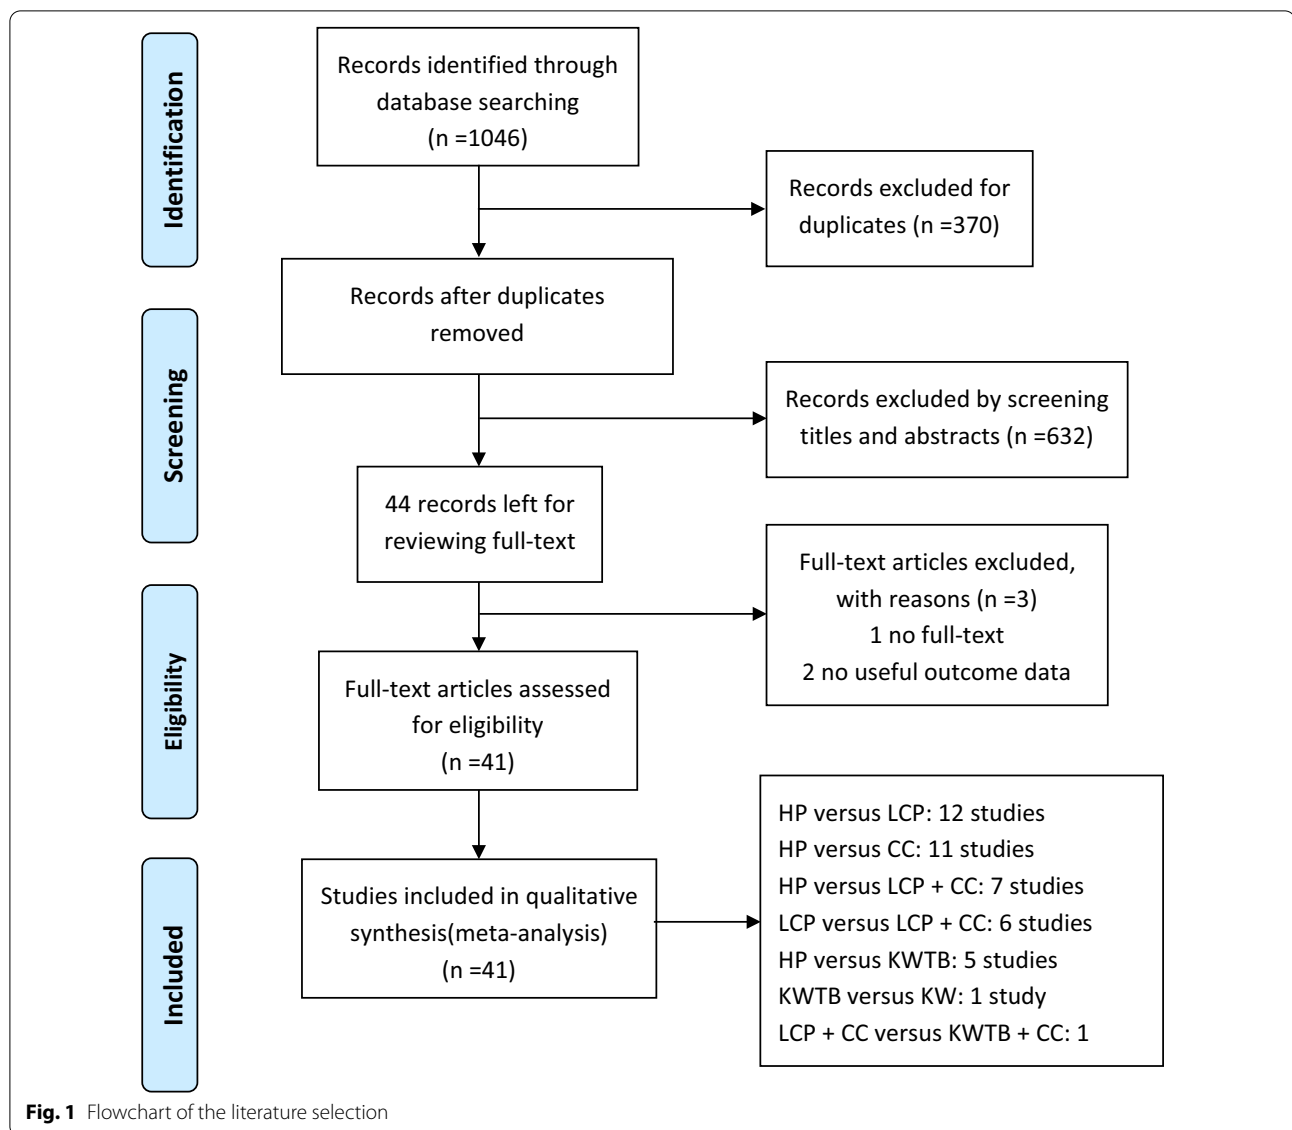 Identification
Records identified through
database searching
(n =1046)
Records excluded for
duplicates (n =370)
Records after duplicates
removed
Screening
Records excluded by screening
titles and abstracts (n =632)
44 records left for
reviewing full-text
Full-text articles excluded,
with reasons (n =3)
1 no full-text
2 no useful outcome data
Eligibility
Full-text articles assessed
for eligibility
(n =41)
Included
Studies included in qualitative
synthesis(meta-analysis)
(n =41)
HP versus LCP: 12 studies
HP versus CC: 11 studies
HP versus LCP + CC: 7 studies
LCP versus LCP + CC: 6 studies
HP versus KWTB: 5 studies
KWTB versus KW: 1 study
LCP + CC versus KWTB + CC: 1
Fig. 1 Flowchart of the literature selection